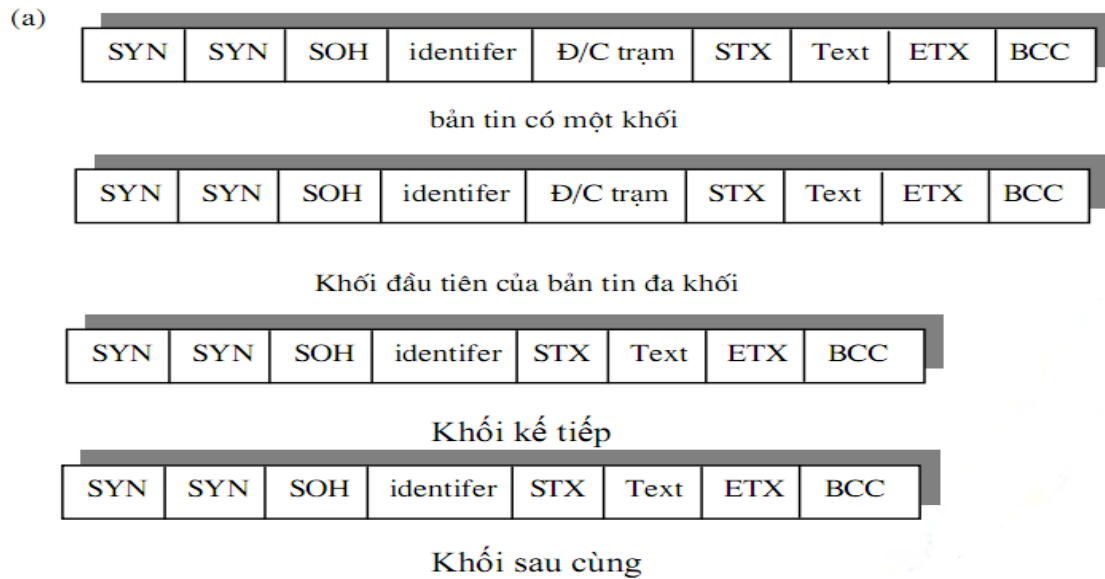 (a)
SYN SYN SOH identifer Đ/C trạm STX Text ETX BCC
bản tin có một khối
SYN SYN SOH identifer Đ/C trạm STX Text ETX BCC
Khối đầu tiên của bản tin đa khối
SYN SYN SOH identifer STX Text ETX BCC
Khối kế tiếp
SYN SYN SOH identifer STX Text ETX BCC
Khối sau cùng